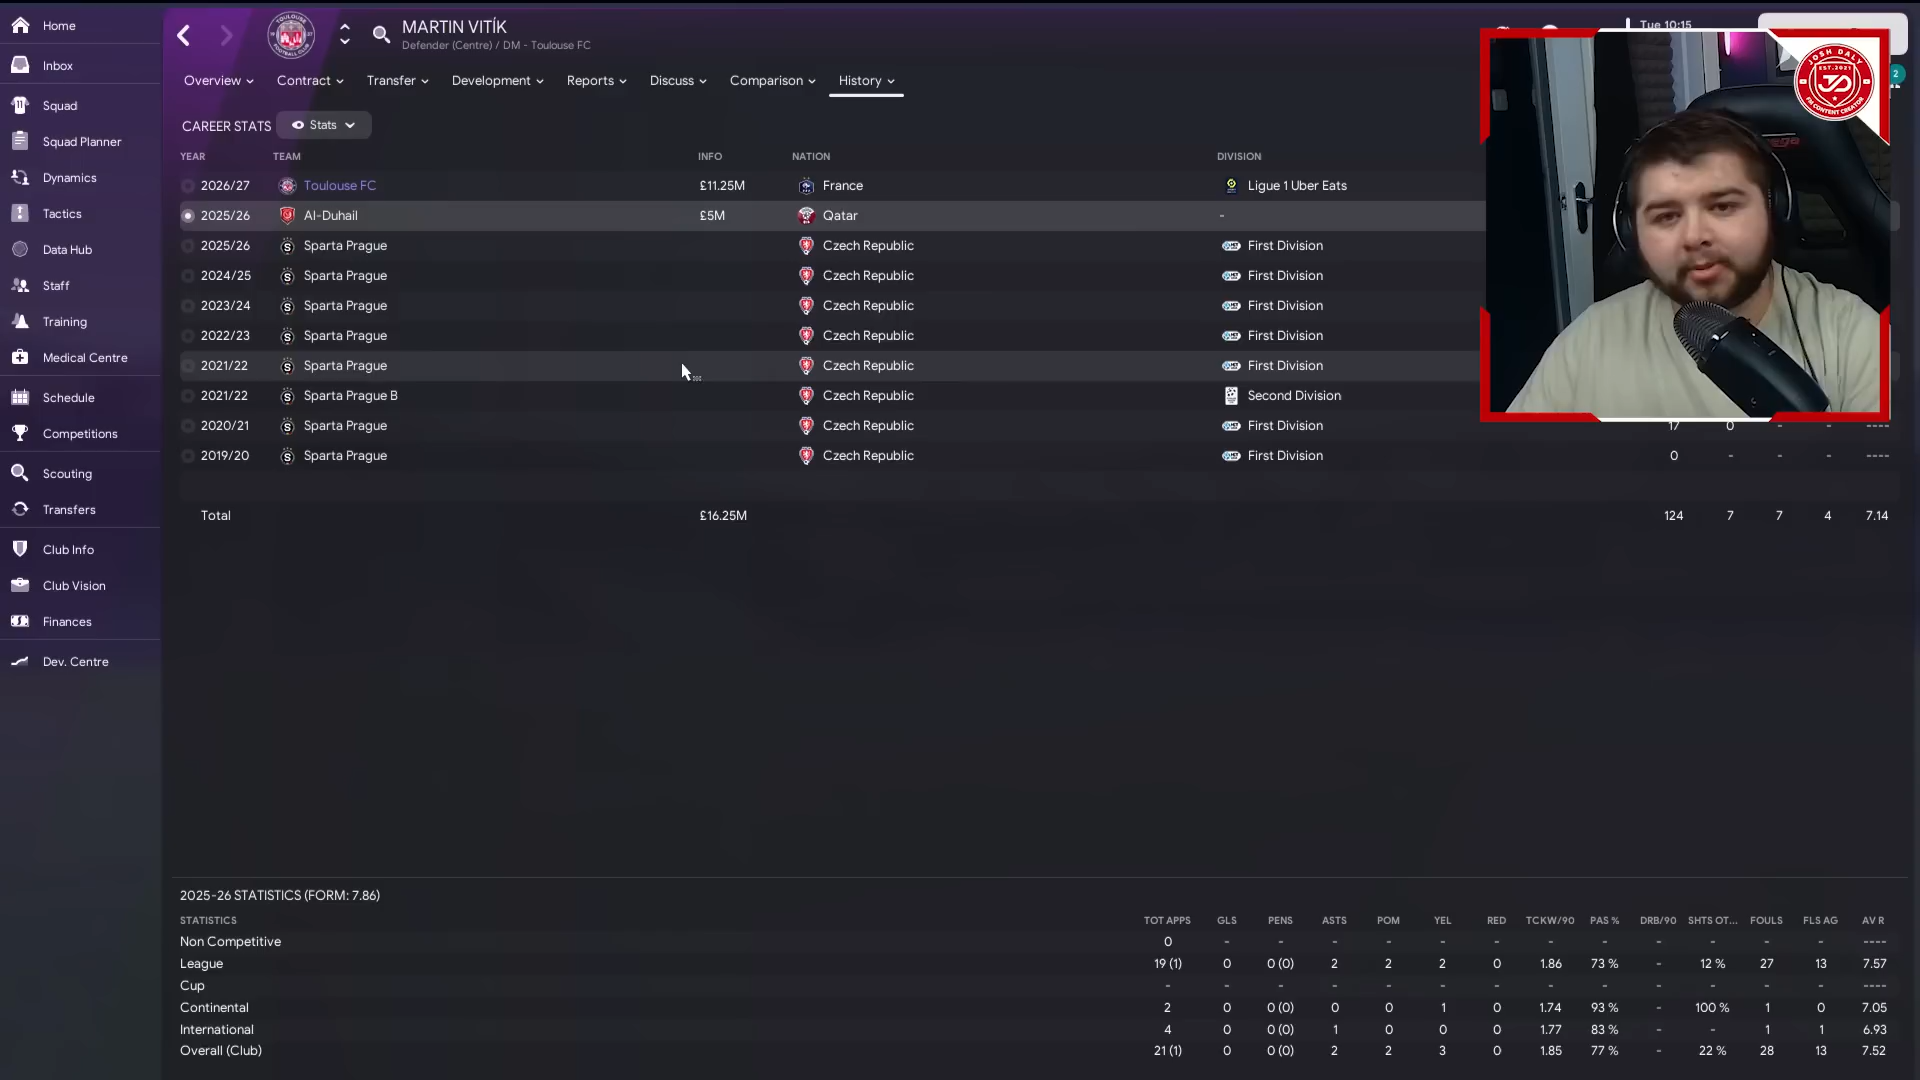 Home
Inbox
Squad
Squad Planner
Dynamics
Tactics
Data Hub
Staff
Training
Medical Centre
Schedule
Competitions
Scouting
Transfers
Club Info
Club Vision
Finances
Dev. Centre
MARTIN VITÍK
Defender (Centre) / DM - Toulouse FC
Tue 10:15
2
JOSH DALY
EST. 2021
JD
FM CONTENT CREATOR
Overview Contract Transfer Development Reports Discuss Comparison History
CAREER STATS Stats
YEAR TEAM INFO NATION DIVISION
2026/27 Toulouse FC £11.25M France Ligue 1 Uber Eats
2025/26 Al-Duhail £5M Qatar -
2025/26 Sparta Prague Czech Republic First Division
2024/25 Sparta Prague Czech Republic First Division
2023/24 Sparta Prague Czech Republic First Division
2022/23 Sparta Prague Czech Republic First Division
2021/22 Sparta Prague Czech Republic First Division
2021/22 Sparta Prague B Czech Republic Second Division
2020/21 Sparta Prague Czech Republic First Division 17 0 - - ----
2019/20 Sparta Prague Czech Republic First Division 0 - - - ----
Total £16.25M 124 7 7 4 7.14
2025-26 STATISTICS (FORM: 7.86)
STATISTICS TOT APPS GLS PENS ASTS POM YEL RED TCKW/90 PAS % DRB/90 SHTS OT... FOULS FLS AG AV R
Non Competitive 0 - - - - - - - - - - - - ----
League 19 (1) 0 0 (0) 2 2 2 0 1.86 73 % - 12 % 27 13 7.57
Cup - - - - - - - - - - - - - ----
Continental 2 0 0 (0) 0 0 1 0 1.74 93 % - 100 % 1 0 7.05
International 4 0 0 (0) 1 0 0 0 1.77 83 % - - 1 1 6.93
Overall (Club) 21 (1) 0 0 (0) 2 2 3 0 1.85 77 % - 22 % 28 13 7.52